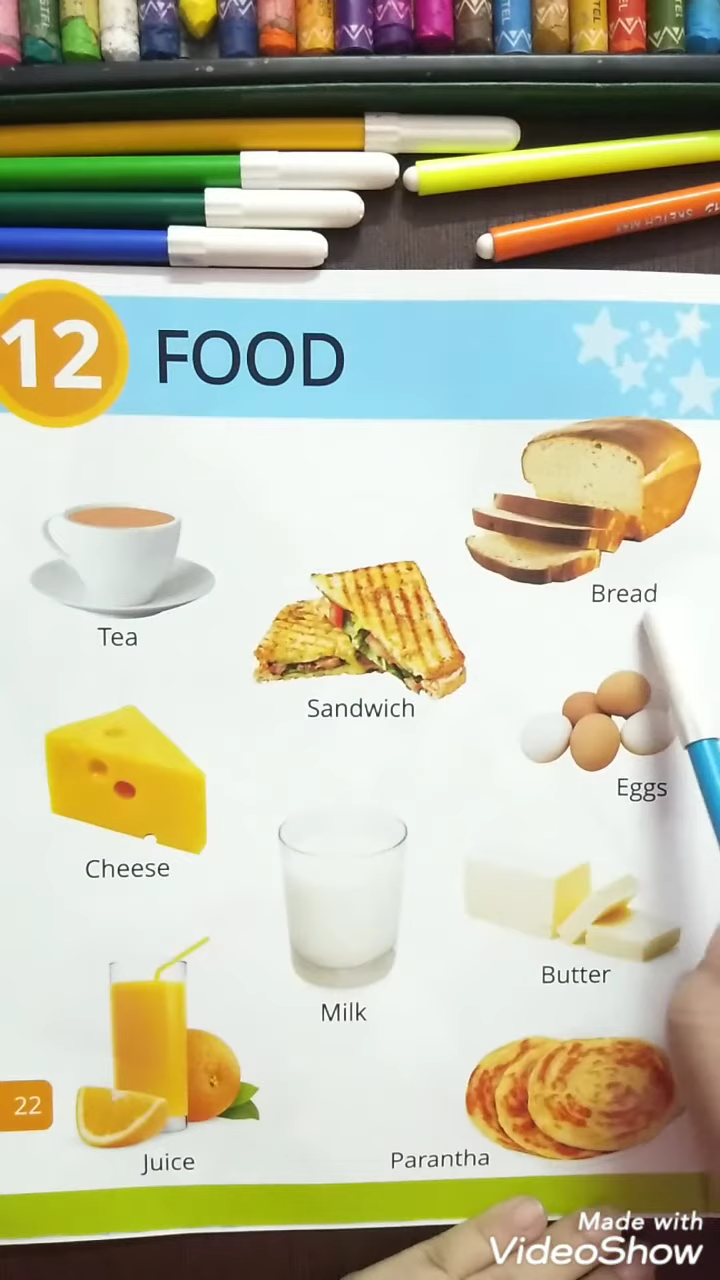 12 FOOD
Bread
Tea
Sandwich
Eggs
Cheese
Butter
Milk
22
Juice
Parantha
Made with
VideoShow